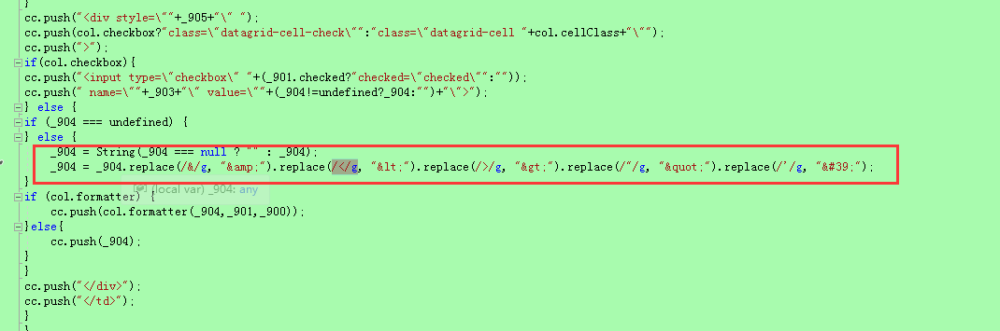 }
cc.push("<div style=\""+_905+"\" ");
cc.push(col.checkbox?"class=\"datagrid-cell-check\"":"class=\"datagrid-cell "+col.cellClass+"\"");
cc.push(">");
if(col.checkbox){
cc.push("<input type=\"checkbox\" "+(_901.checked?"checked=\"checked\"":""));
cc.push(" name=\""+_903+"\" value=\""+(_904!=undefined?_904:"")+"\">");
} else {
if (_904 === undefined) {
} else {
_904 = String(_904 === null ? "" : _904);
_904 = _904.replace(/&/g, "&amp;").replace(/</g, "&lt;").replace(/>/g, "&gt;").replace(/"/g, "&quot;").replace(/'/g, "&#39;");
}
(local var) _904: any
if (col.formatter) {
cc.push(col.formatter(_904,_901,_900));
}else{
cc.push(_904);
}
}
cc.push("</div>");
cc.push("</td>");
}
}